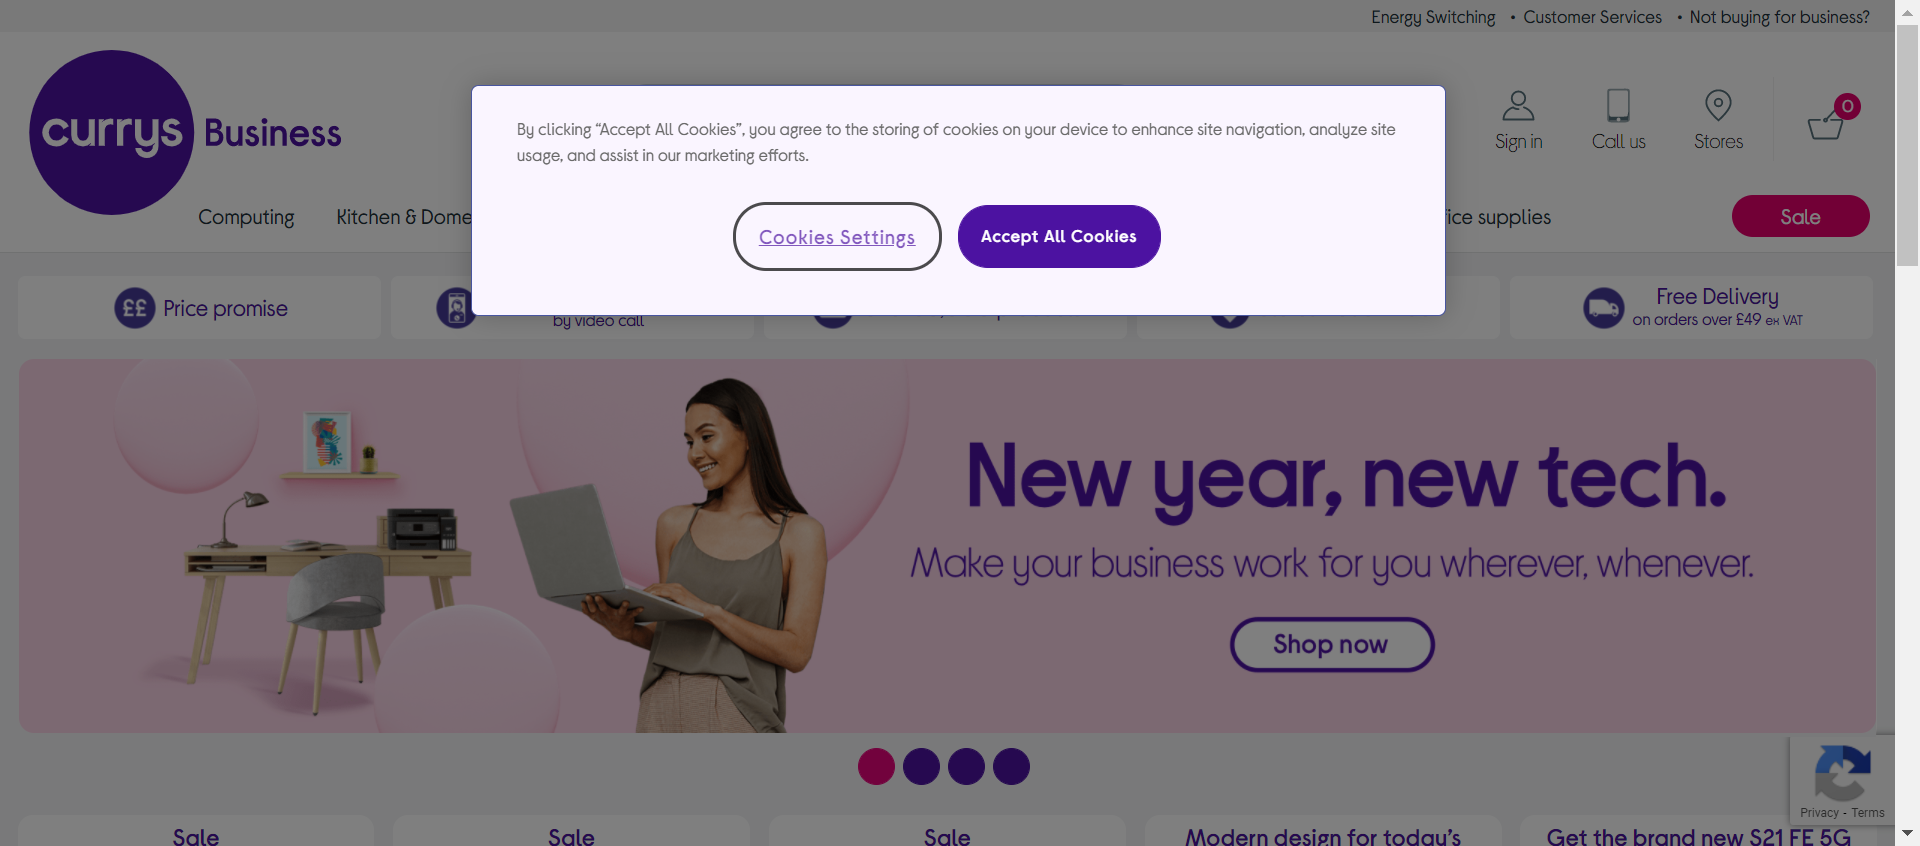 Energy Switching • Customer Services • Not buying for business?
currys Business
Sign in
Call us
Stores
0
By clicking “Accept All Cookies”, you agree to the storing of cookies on your device to enhance site navigation, analyze site
usage, and assist in our marketing efforts.
Cookies Settings
Accept All Cookies
Computing
Kitchen & Dome
supplies
Sale
££ Price promise
by video call
Free Delivery
on orders over £49 ex VAT
New year, new tech.
Make your business work for you wherever, whenever.
Shop now
Privacy - Terms
Sale
Sale
Sale
Modern design for today's
Get the brand new S21 FE 5G